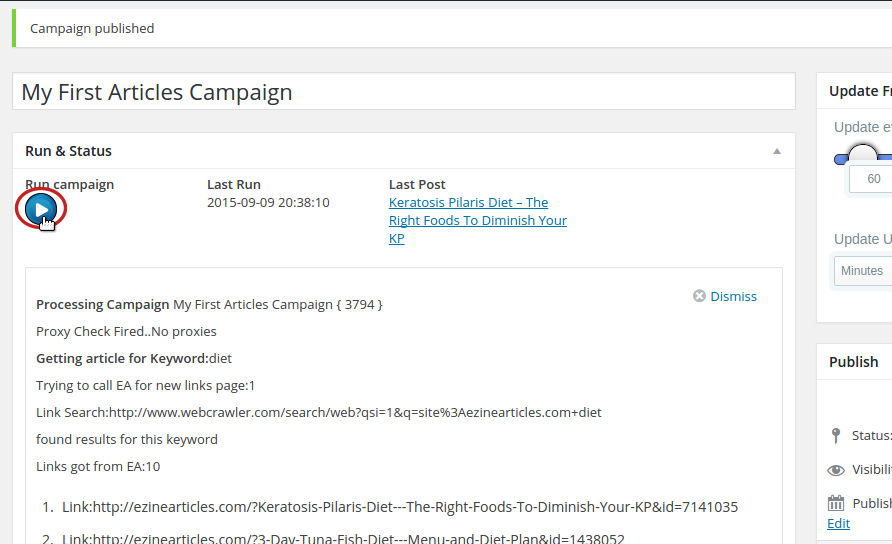 Campaign published
My First Articles Campaign
Run & Status
Run campaign
Last Run
2015-09-09 20:38:10
Last Post
Keratosis Pilaris Diet – The
Right Foods To Diminish Your
KP
Dismiss
Processing Campaign My First Articles Campaign { 3794 }
Proxy Check Fired..No proxies
Getting article for Keyword:diet
Trying to call EA for new links page:1
Link Search:http://www.webcrawler.com/search/web?qsi=1&q=site%3Aezinearticles.com+diet
found results for this keyword
Links got from EA:10
1. Link:http://ezinearticles.com/?Keratosis-Pilaris-Diet---The-Right-Foods-To-Diminish-Your-KP&id=7141035
2. Link:http://ezinearticles.com/?3-Day-Tuna-Fish-Diet---Menu-and-Diet-Plan&id=1438052
Update Fr
Update ev
60
Update U
Minutes
Publish
Status:
Visibili
Publish
Edit